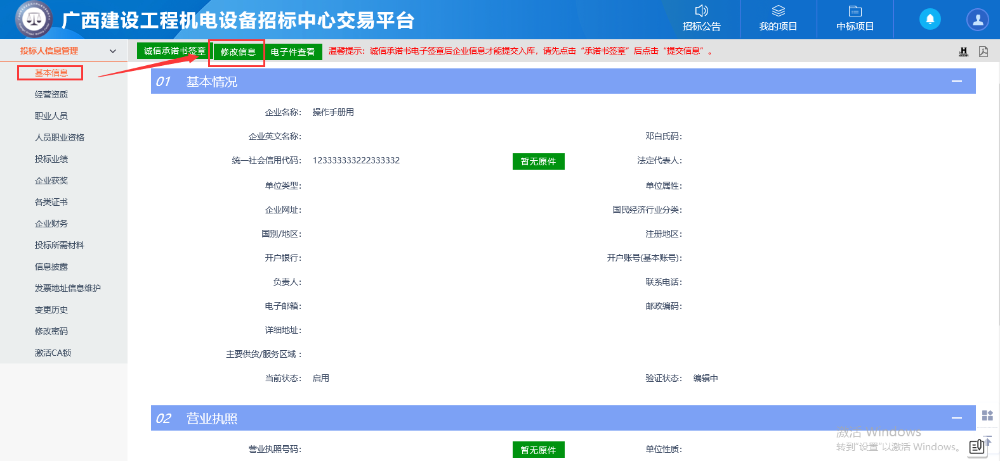 广西建设工程机电设备招标中心交易平台
招标公告
我的项目
中标项目
投标人信息管理
诚信承诺书签章
修改信息
电子件查看
温馨提示：诚信承诺书电子签章后企业信息才能提交入库，请先点击“承诺书签章”后点击“提交信息”。
基本信息
经营资质
职业人员
人员职业资格
投标业绩
企业获奖
各类证书
企业财务
投标所需材料
信息披露
发票地址信息维护
变更历史
修改密码
激活CA锁
01 基本情况
企业名称： 操作手册用
企业英文名称： 邓白氏码：
统一社会信用代码： 123333333222333332 暂无原件 法定代表人：
单位类型： 单位属性：
企业网址： 国民经济行业分类：
国别/地区： 注册地区：
开户银行： 开户账号(基本账号)：
负责人： 联系电话：
电子邮箱： 邮政编码：
详细地址：
主要供货/服务区域：
当前状态： 启用 验证状态： 编辑中
02 营业执照
营业执照号码： 暂无原件 单位性质：
激活 Windows
转到“设置”以激活 Windows。